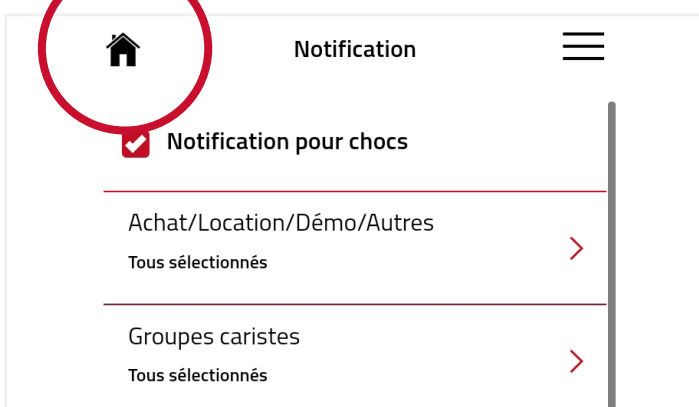 Notification
Notification pour chocs
Achat/Location/Démo/Autres
Tous sélectionnés
Groupes caristes
Tous sélectionnés